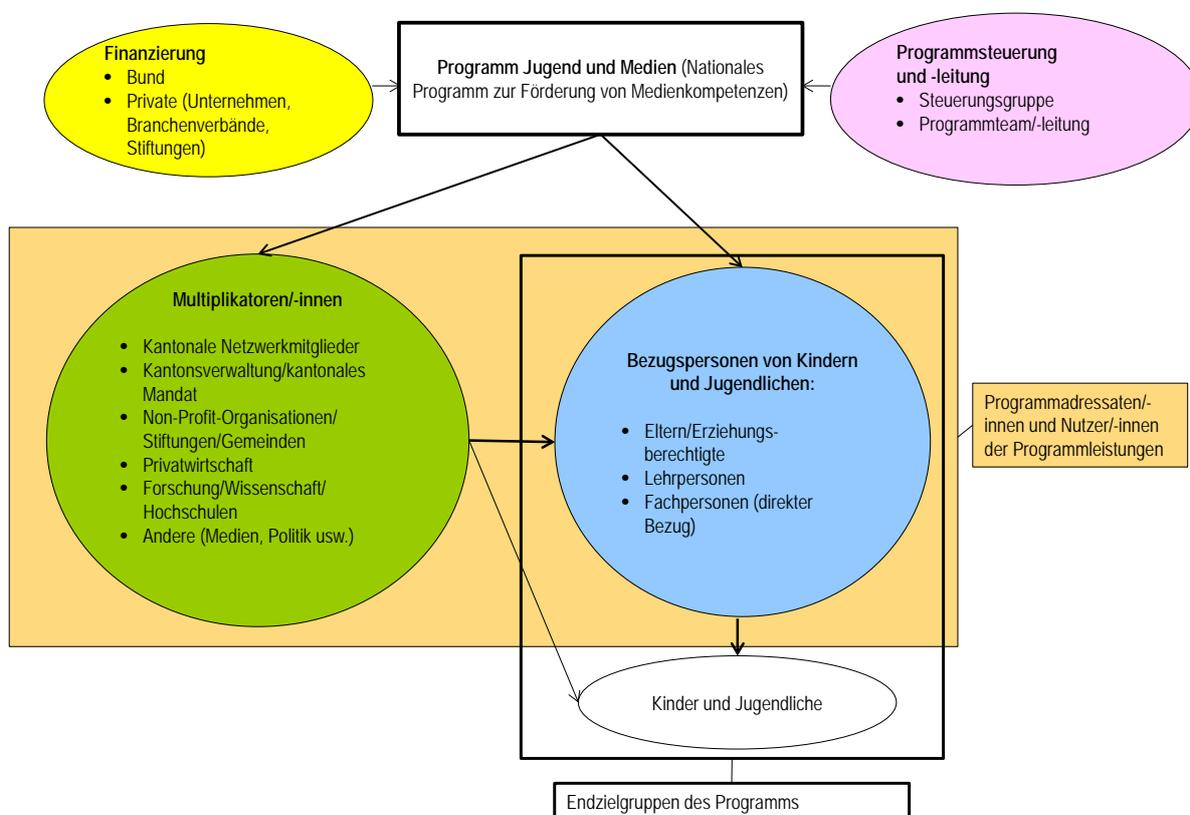 Finanzierung
• Bund
• Private (Unternehmen,
Branchenverbände,
Stiftungen)
Programm Jugend und Medien (Nationales
Programm zur Förderung von Medienkompetenzen)
Programmsteuerung
und -leitung
• Steuerungsgruppe
• Programmteam/-leitung
Multiplikatoren/-innen
• Kantonale Netzwerkmitglieder
• Kantonsverwaltung/kantonales
Mandat
• Non-Profit-Organisationen/
Stiftungen/Gemeinden
• Privatwirtschaft
• Forschung/Wissenschaft/
Hochschulen
• Andere (Medien, Politik usw.)
Bezugspersonen von Kindern
und Jugendlichen:
• Eltern/Erziehungs-
berechtigte
• Lehrpersonen
• Fachpersonen (direkter
Bezug)
Programmadressaten/-
innen und Nutzer/-innen
der Programmleistungen
Kinder und Jugendliche
Endzielgruppen des Programms